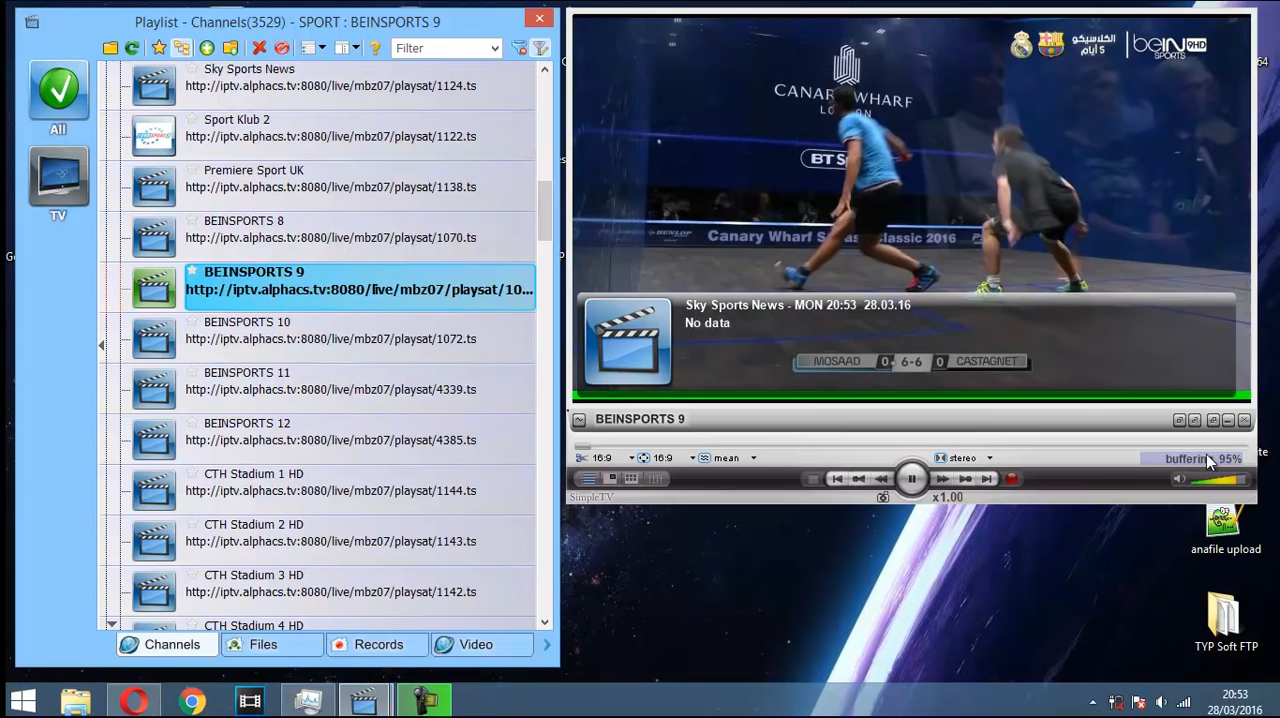 Playlist - Channels(3529) - SPORT : BEINSPORTS 9
Filter
All
TV
Sky Sports News
http://iptv.alphacs.tv:8080/live/mbz07/playsat/1124.ts
Sport Klub 2
http://iptv.alphacs.tv:8080/live/mbz07/playsat/1122.ts
Premiere Sport UK
http://iptv.alphacs.tv:8080/live/mbz07/playsat/1138.ts
BEINSPORTS 8
http://iptv.alphacs.tv:8080/live/mbz07/playsat/1070.ts
BEINSPORTS 9
http://iptv.alphacs.tv:8080/live/mbz07/playsat/10...
BEINSPORTS 10
http://iptv.alphacs.tv:8080/live/mbz07/playsat/1072.ts
BEINSPORTS 11
http://iptv.alphacs.tv:8080/live/mbz07/playsat/4339.ts
BEINSPORTS 12
http://iptv.alphacs.tv:8080/live/mbz07/playsat/4385.ts
CTH Stadium 1 HD
http://iptv.alphacs.tv:8080/live/mbz07/playsat/1144.ts
CTH Stadium 2 HD
http://iptv.alphacs.tv:8080/live/mbz07/playsat/1143.ts
CTH Stadium 3 HD
http://iptv.alphacs.tv:8080/live/mbz07/playsat/1142.ts
CTH Stadium 4 HD
Channels
Files
Records
Video
الكلاسيكو
5 أيام
beIN 9HD
SPORTS
CANARY WHARF
LONDON
BT
DUNLOP
Canary Wharf Classic 2016
Sky Sports News - MON 20:53 28.03.16
No data
MOSAAD 0 6-6 0 CASTAGNET
BEINSPORTS 9
16:9
16:9
mean
stereo
buffering 95%
SimpleTV
x1.00
anafile upload
TYP Soft FTP
20:53
28/03/2016